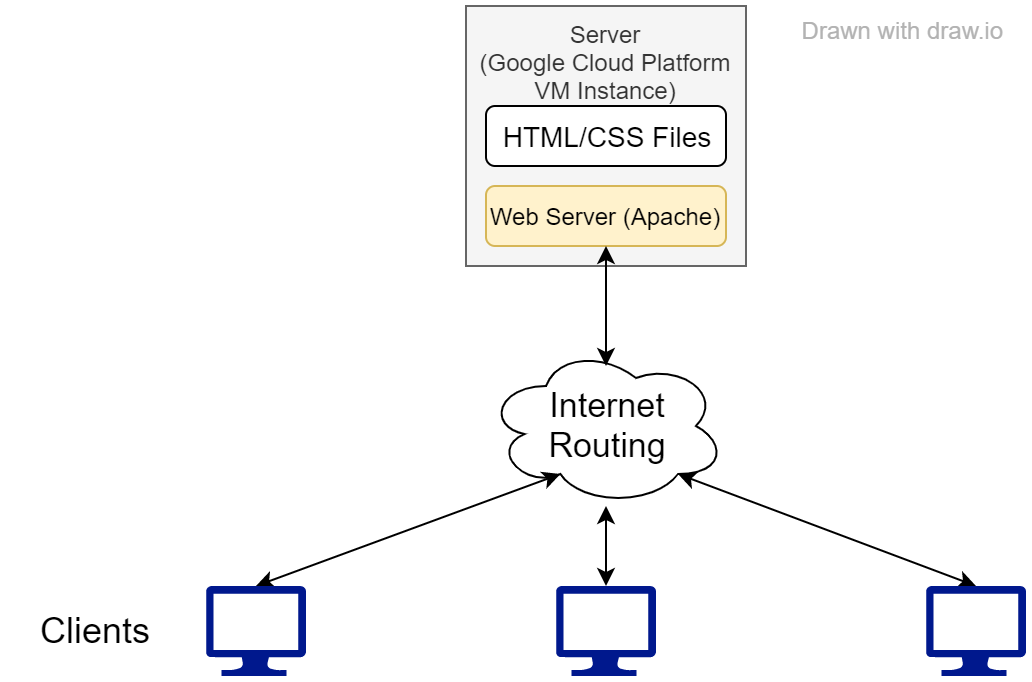 Drawn with draw.io
Server
(Google Cloud Platform
VM Instance)
HTML/CSS Files
Web Server (Apache)
Internet
Routing
Clients